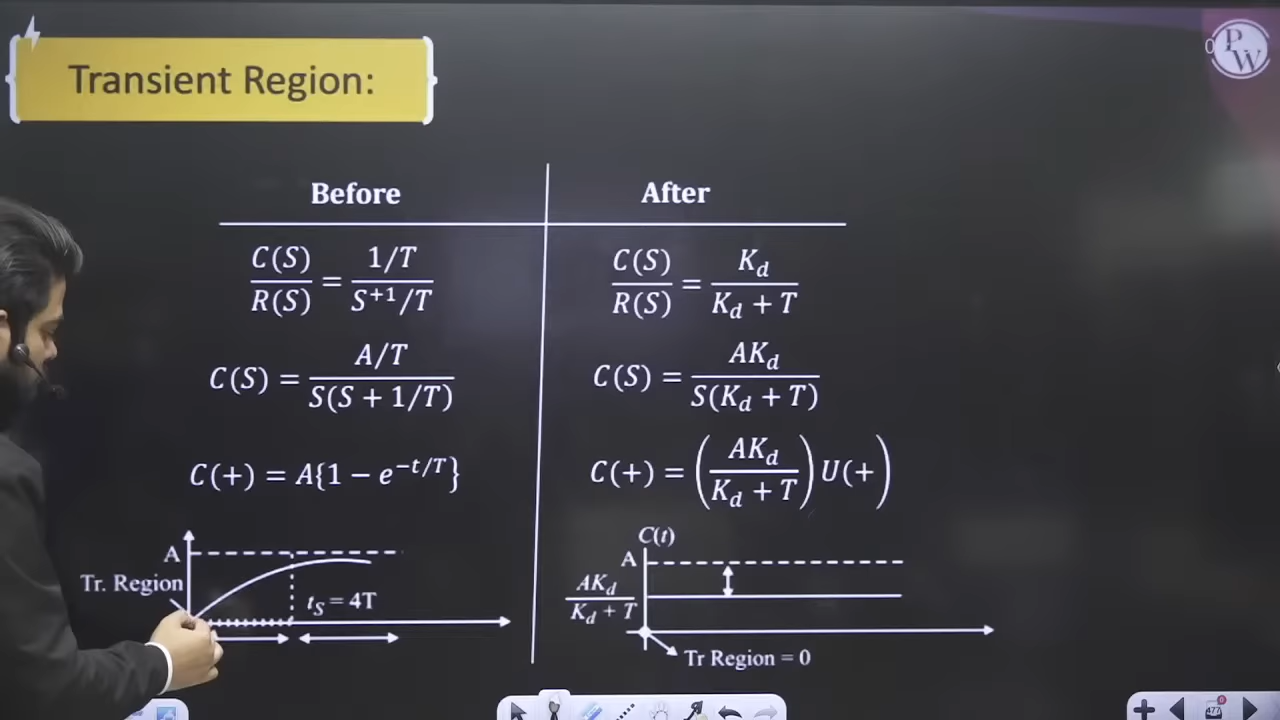 Transient Region:
PW
Before
After
C(S)/R(S) = (1/T)/(S⁺¹/T)
C(S)/R(S) = K_d/(K_d + T)
C(S) = (A/T)/(S(S + 1/T))
C(S) = AK_d/(S(K_d + T))
C(+) = A{1 − e^{−t/T}}
C(+) = (AK_d/(K_d + T)) U(+)
A
Tr. Region
t_S = 4T
C(t)
A
AK_d/(K_d + T)
Tr Region = 0